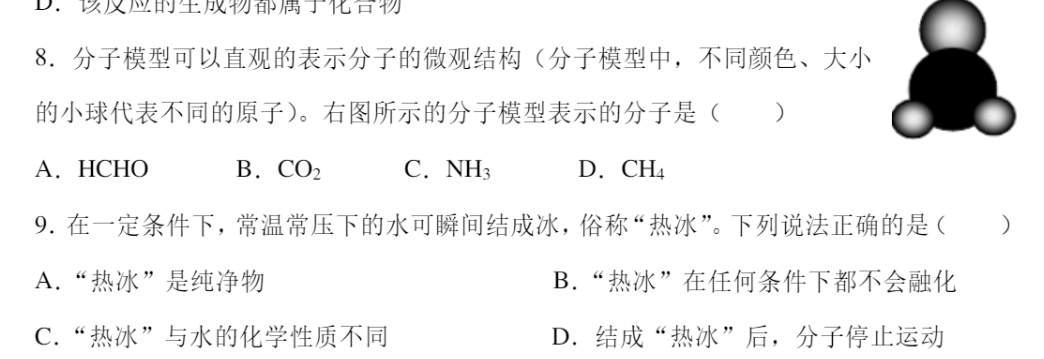 D．该反应的生成物都属于化合物
8．分子模型可以直观的表示分子的微观结构（分子模型中，不同颜色、大小
的小球代表不同的原子）。右图所示的分子模型表示的分子是（　　）
A．HCHO　B．CO₂　C．NH₃　D．CH₄
9. 在一定条件下，常温常压下的水可瞬间结成冰，俗称“热冰”。下列说法正确的是（　　）
A．“热冰”是纯净物　B．“热冰”在任何条件下都不会融化
C．“热冰”与水的化学性质不同　D．结成“热冰”后，分子停止运动